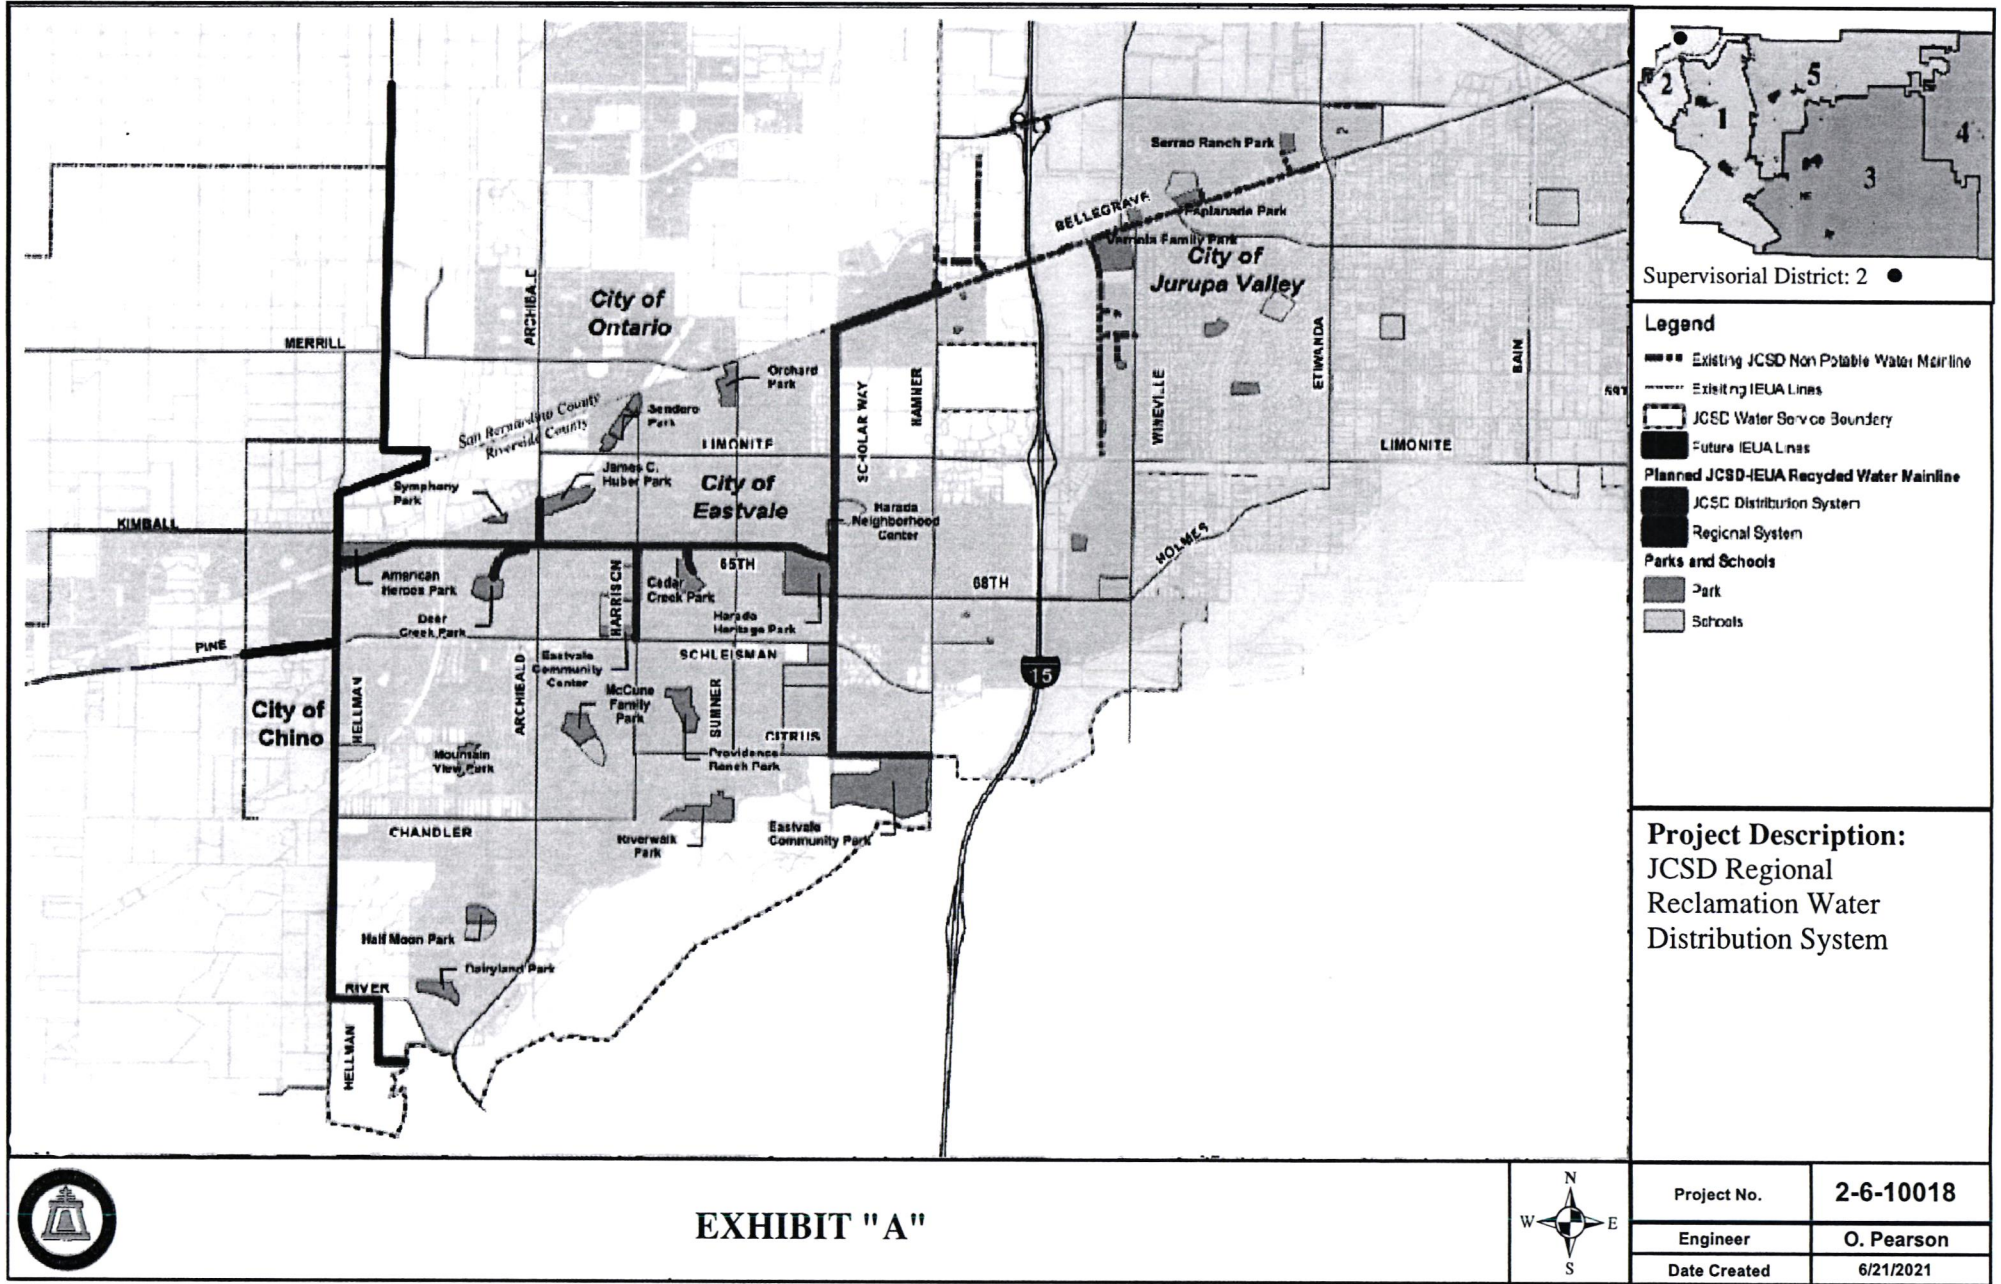 BELLEGRAVE
Serrao Ranch Park
Esplanade Park
Vernola Family Park
City of
Jurupa Valley
City of
Ontario
ARCHIBALD
MERRILL
Orchard
Park
San Bernardino County
Riverside County
Sendero
Park
LIMONITE
SCHOLAR WAY
HAMNER
WINEVILLE
ETIWANDA
BAIN
LIMONITE
James C.
Huber Park
Symphony
Park
City of
Eastvale
Harada
Neighborhood
Center
KIMBALL
HOLMES
American
Heroes Park
HARRISON
Cedar
Creek Park
65TH
68TH
Deer
Creek Park
Harada
Heritage Park
PINE
Eastvale
Community
Center
SCHLEISMAN
15
City of
Chino
HELLMAN
ARCHIBALD
McCune
Family
Park
SUMNER
CITRUS
Mountain
View Park
Providence
Ranch Park
CHANDLER
Riverwalk
Park
Eastvale
Community Park
Half Moon Park
Dairyland Park
RIVER
HELLMAN
2
1
5
4
3
Supervisorial District: 2
Legend
Existing JCSD Non Potable Water Mainline
Exisiting IEUA Lines
JCSD Water Service Boundary
Future IEUA Lines
Planned JCSD-IEUA Recycled Water Mainline
JCSD Distribution System
Regional System
Parks and Schools
Park
Schools
Project Description:
JCSD Regional
Reclamation Water
Distribution System
EXHIBIT "A"
N
W E
S
Project No. 2-6-10018
Engineer O. Pearson
Date Created 6/21/2021